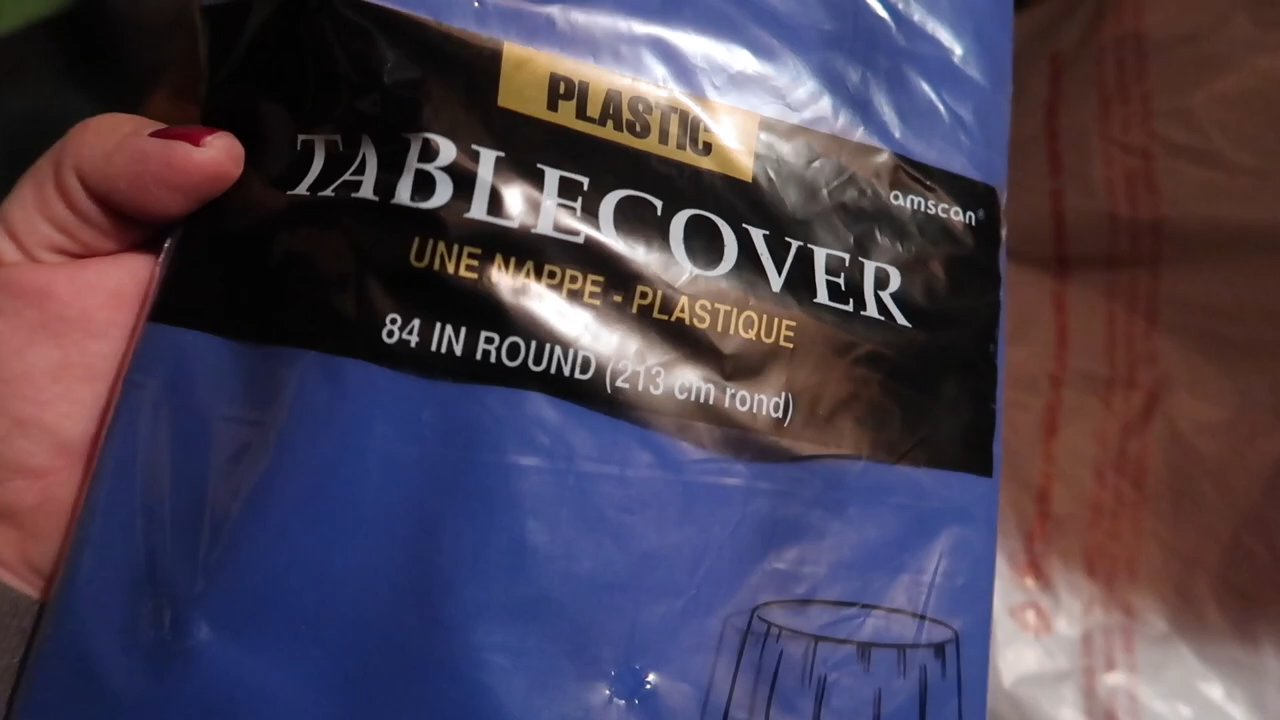 PLASTIC
TABLECOVER
amscan®
UNE NAPPE - PLASTIQUE
84 IN ROUND (213 cm rond)